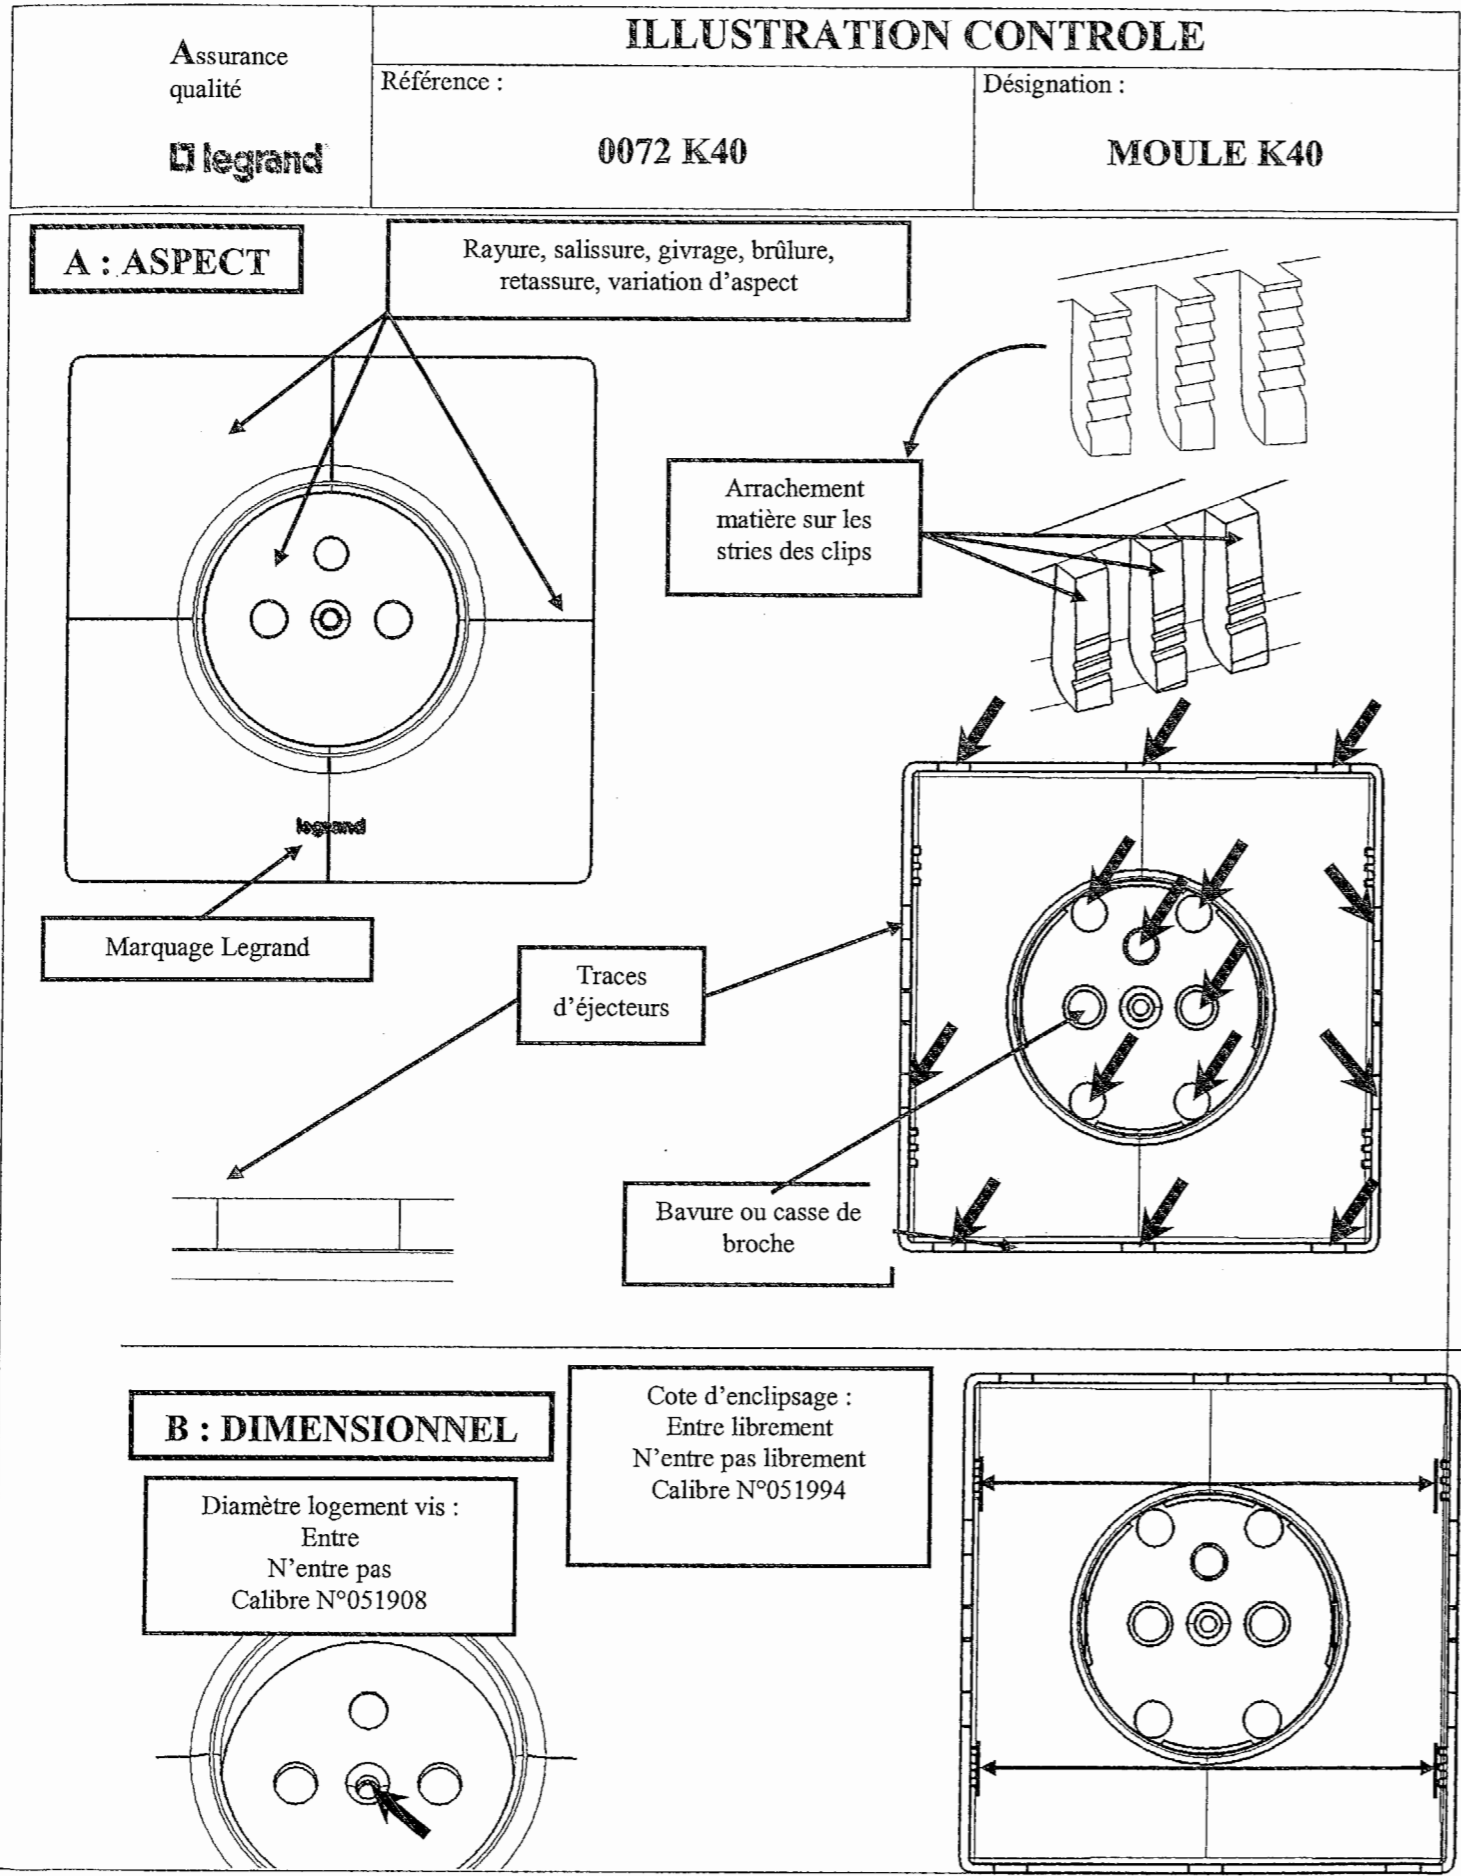 Assurance
qualité
legrand
ILLUSTRATION CONTROLE
Référence :
0072 K40
Désignation :
MOULE K40
A : ASPECT
Rayure, salissure, givrage, brûlure,
retassure, variation d'aspect
Arrachement
matière sur les
stries des clips
legrand
Marquage Legrand
Traces
d'éjecteurs
Bavure ou casse de
broche
B : DIMENSIONNEL
Cote d'enclipsage :
Entre librement
N'entre pas librement
Calibre N°051994
Diamètre logement vis :
Entre
N'entre pas
Calibre N°051908